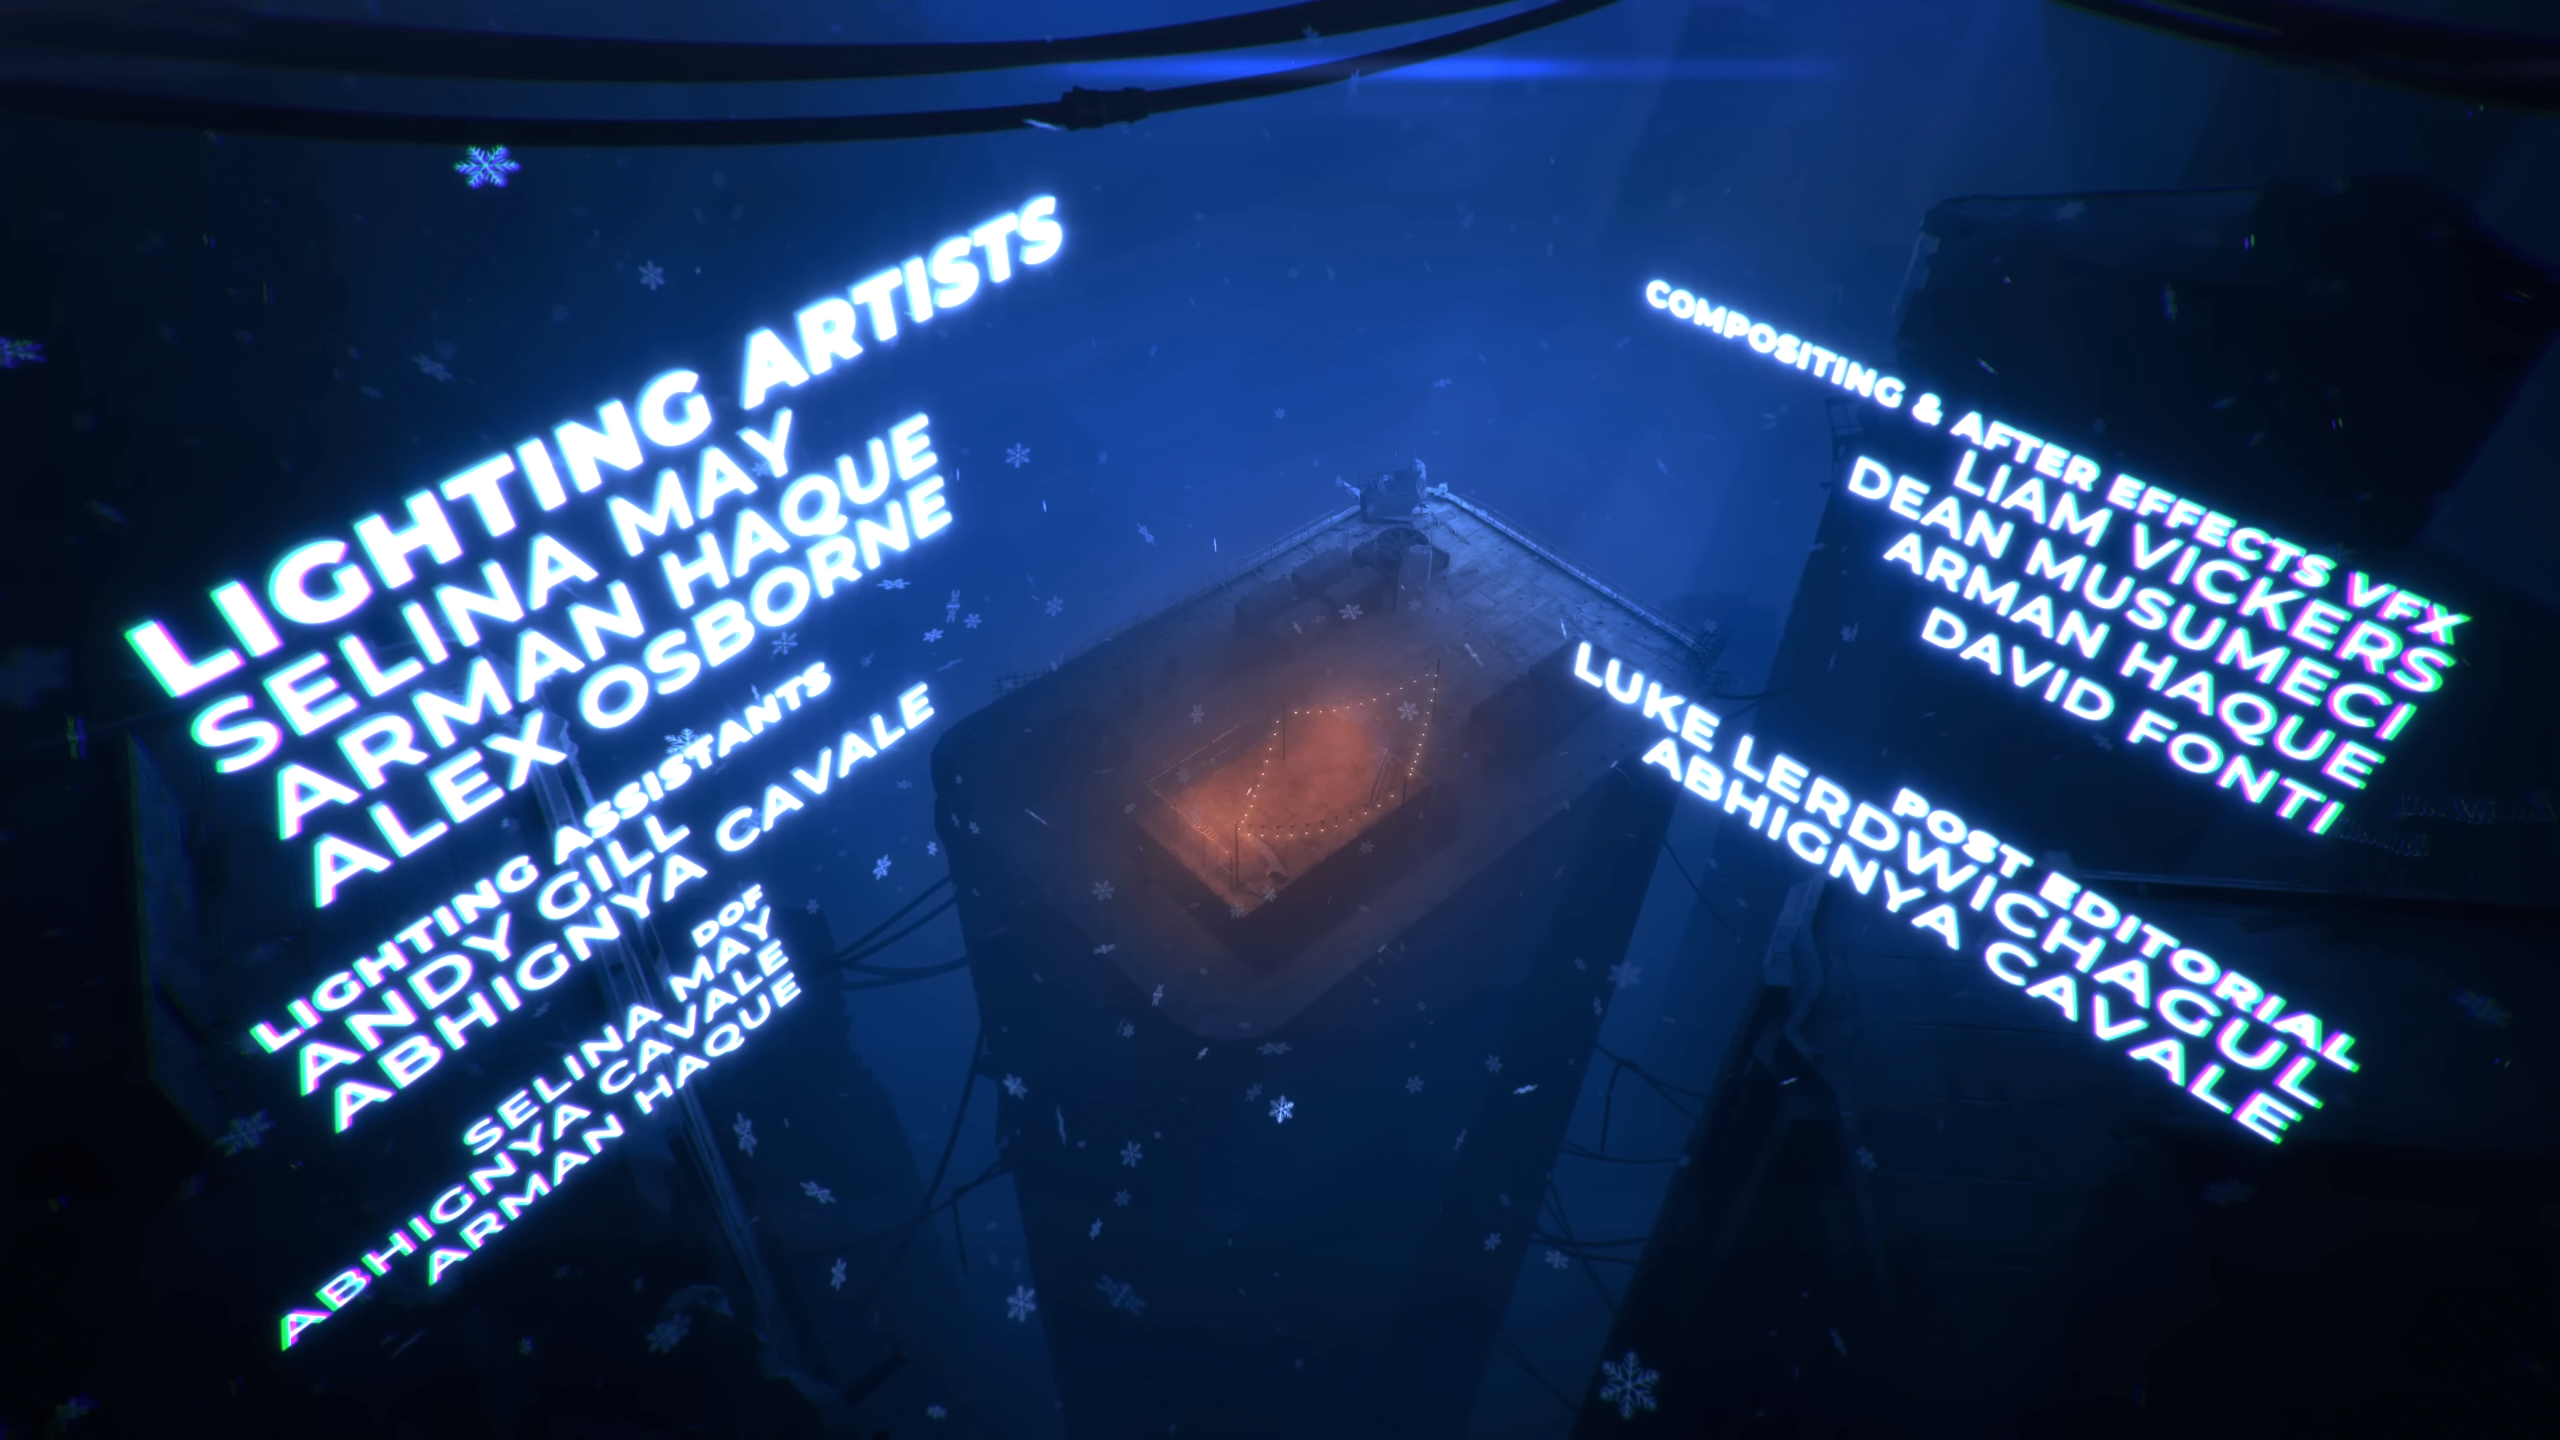 LIGHTING ARTISTS
SELINA MAY
ARMAN HAQUE
ALEX OSBORNE
LIGHTING ASSISTANTS
ANDY GILL
ABHIGNYA CAVALE
DOF
SELINA MAY
ABHIGNYA CAVALE
ARMAN HAQUE
COMPOSITING & AFTER EFFECTS VFX
LIAM VICKERS
DEAN MUSUMECI
ARMAN HAQUE
DAVID FONTI
POST EDITORIAL
LUKE LERDWICHAGUL
ABHIGNYA CAVALE